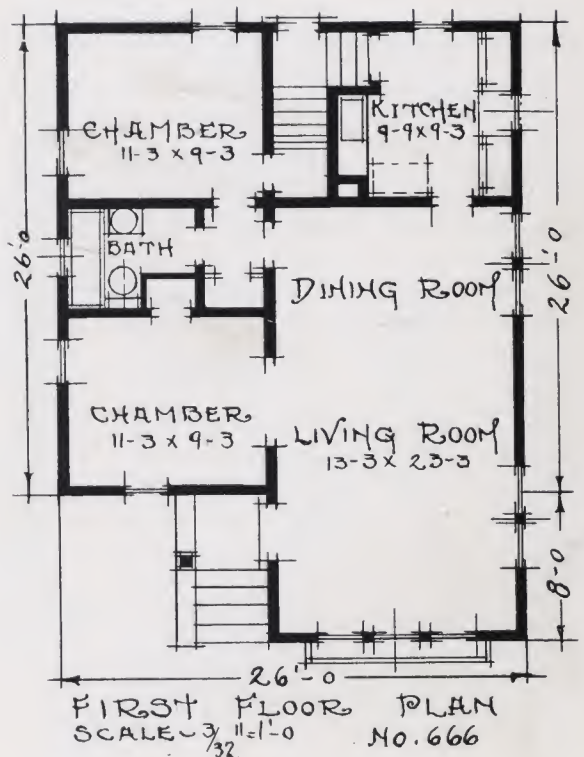 CHAMBER
11-3 x 9-3
KITCHEN
9-9x9-3
BATH
26'-0
DINING ROOM
26'-0
CHAMBER
11-3 x 9-3
LIVING ROOM
13-3 x 23-3
8-0
26'-0
FIRST FLOOR PLAN
SCALE~ 3/32"=1'-0
NO. 666